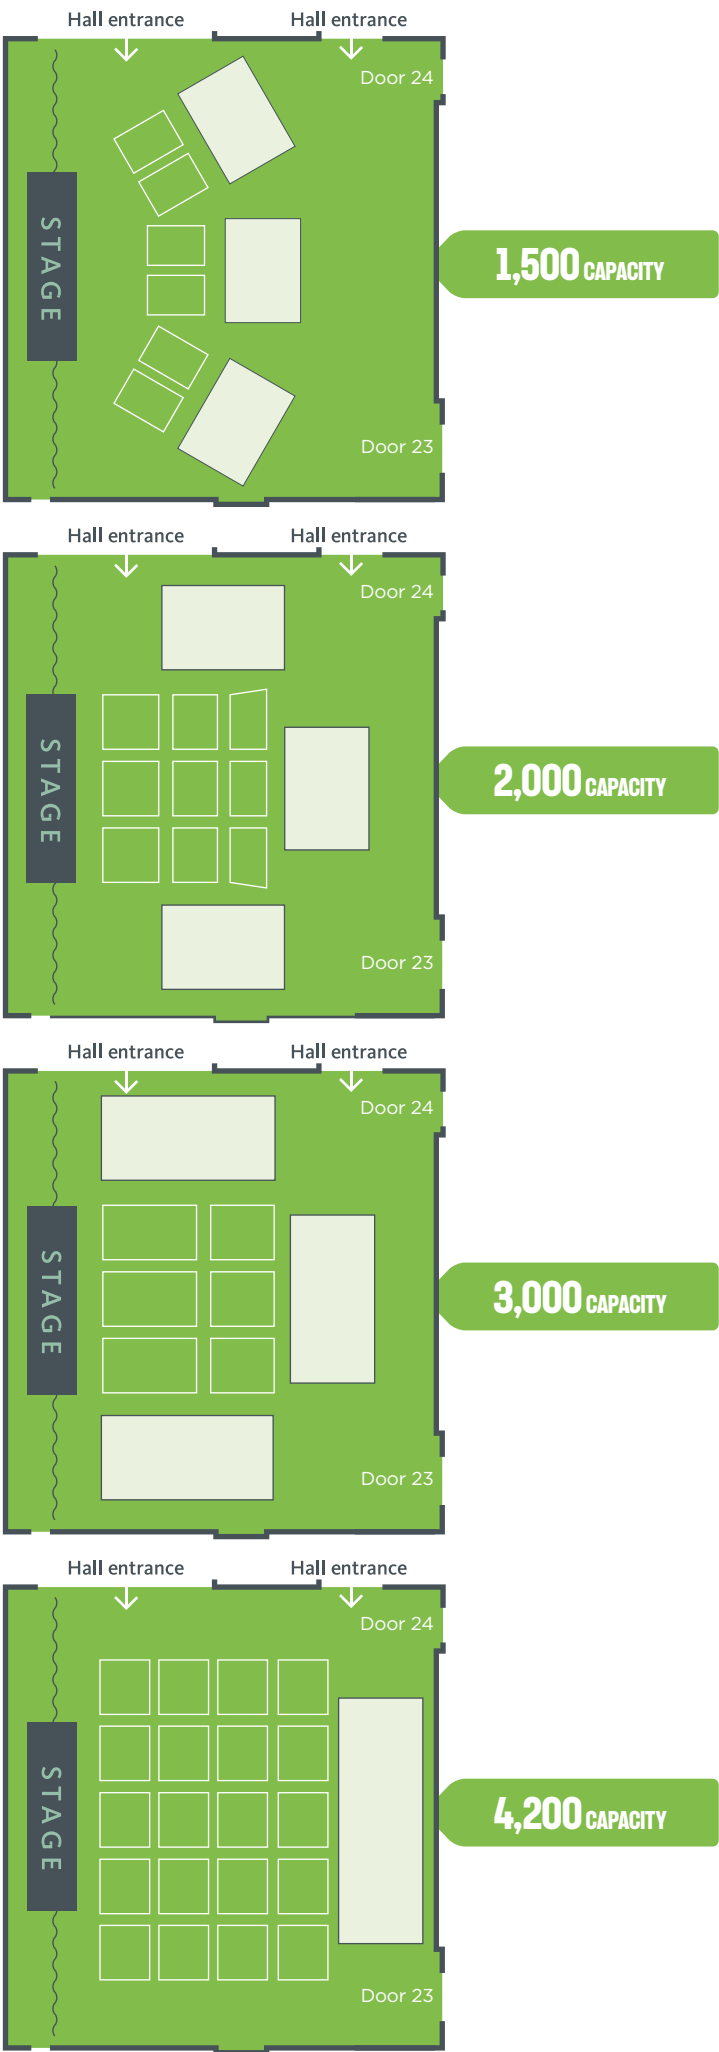 Hall entrance
Hall entrance
Door 24
STAGE
1,500 CAPACITY
Door 23
Hall entrance
Hall entrance
Door 24
STAGE
2,000 CAPACITY
Door 23
Hall entrance
Hall entrance
Door 24
STAGE
3,000 CAPACITY
Door 23
Hall entrance
Hall entrance
Door 24
STAGE
4,200 CAPACITY
Door 23